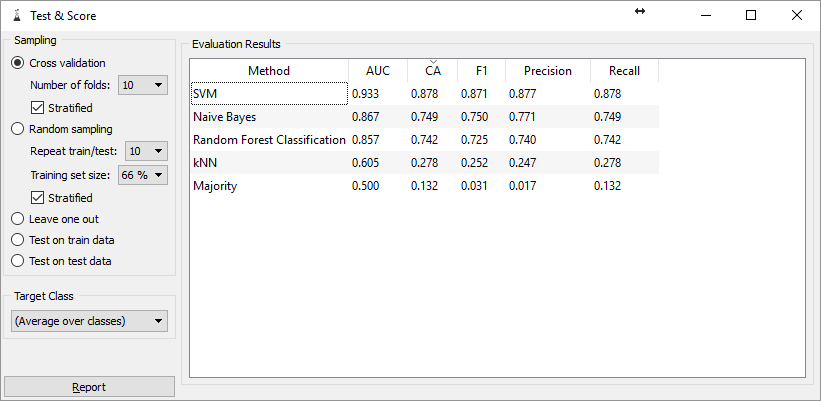 Test & Score
Sampling
Cross validation
Number of folds: 10
Stratified
Random sampling
Repeat train/test: 10
Training set size: 66 %
Stratified
Leave one out
Test on train data
Test on test data
Target Class
(Average over classes)
Report
Evaluation Results
Method AUC CA F1 Precision Recall
SVM 0.933 0.878 0.871 0.877 0.878
Naive Bayes 0.867 0.749 0.750 0.771 0.749
Random Forest Classification 0.857 0.742 0.725 0.740 0.742
kNN 0.605 0.278 0.252 0.247 0.278
Majority 0.500 0.132 0.031 0.017 0.132